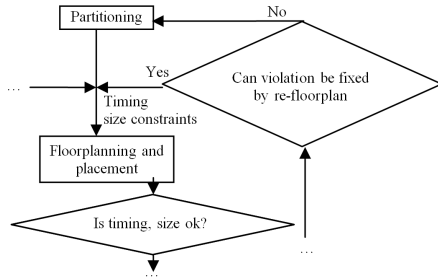 Partitioning
No
Yes
Can violation be fixed
by re-floorplan
...
Timing
size constraints
Floorplanning and
placement
Is timing, size ok?
...
...